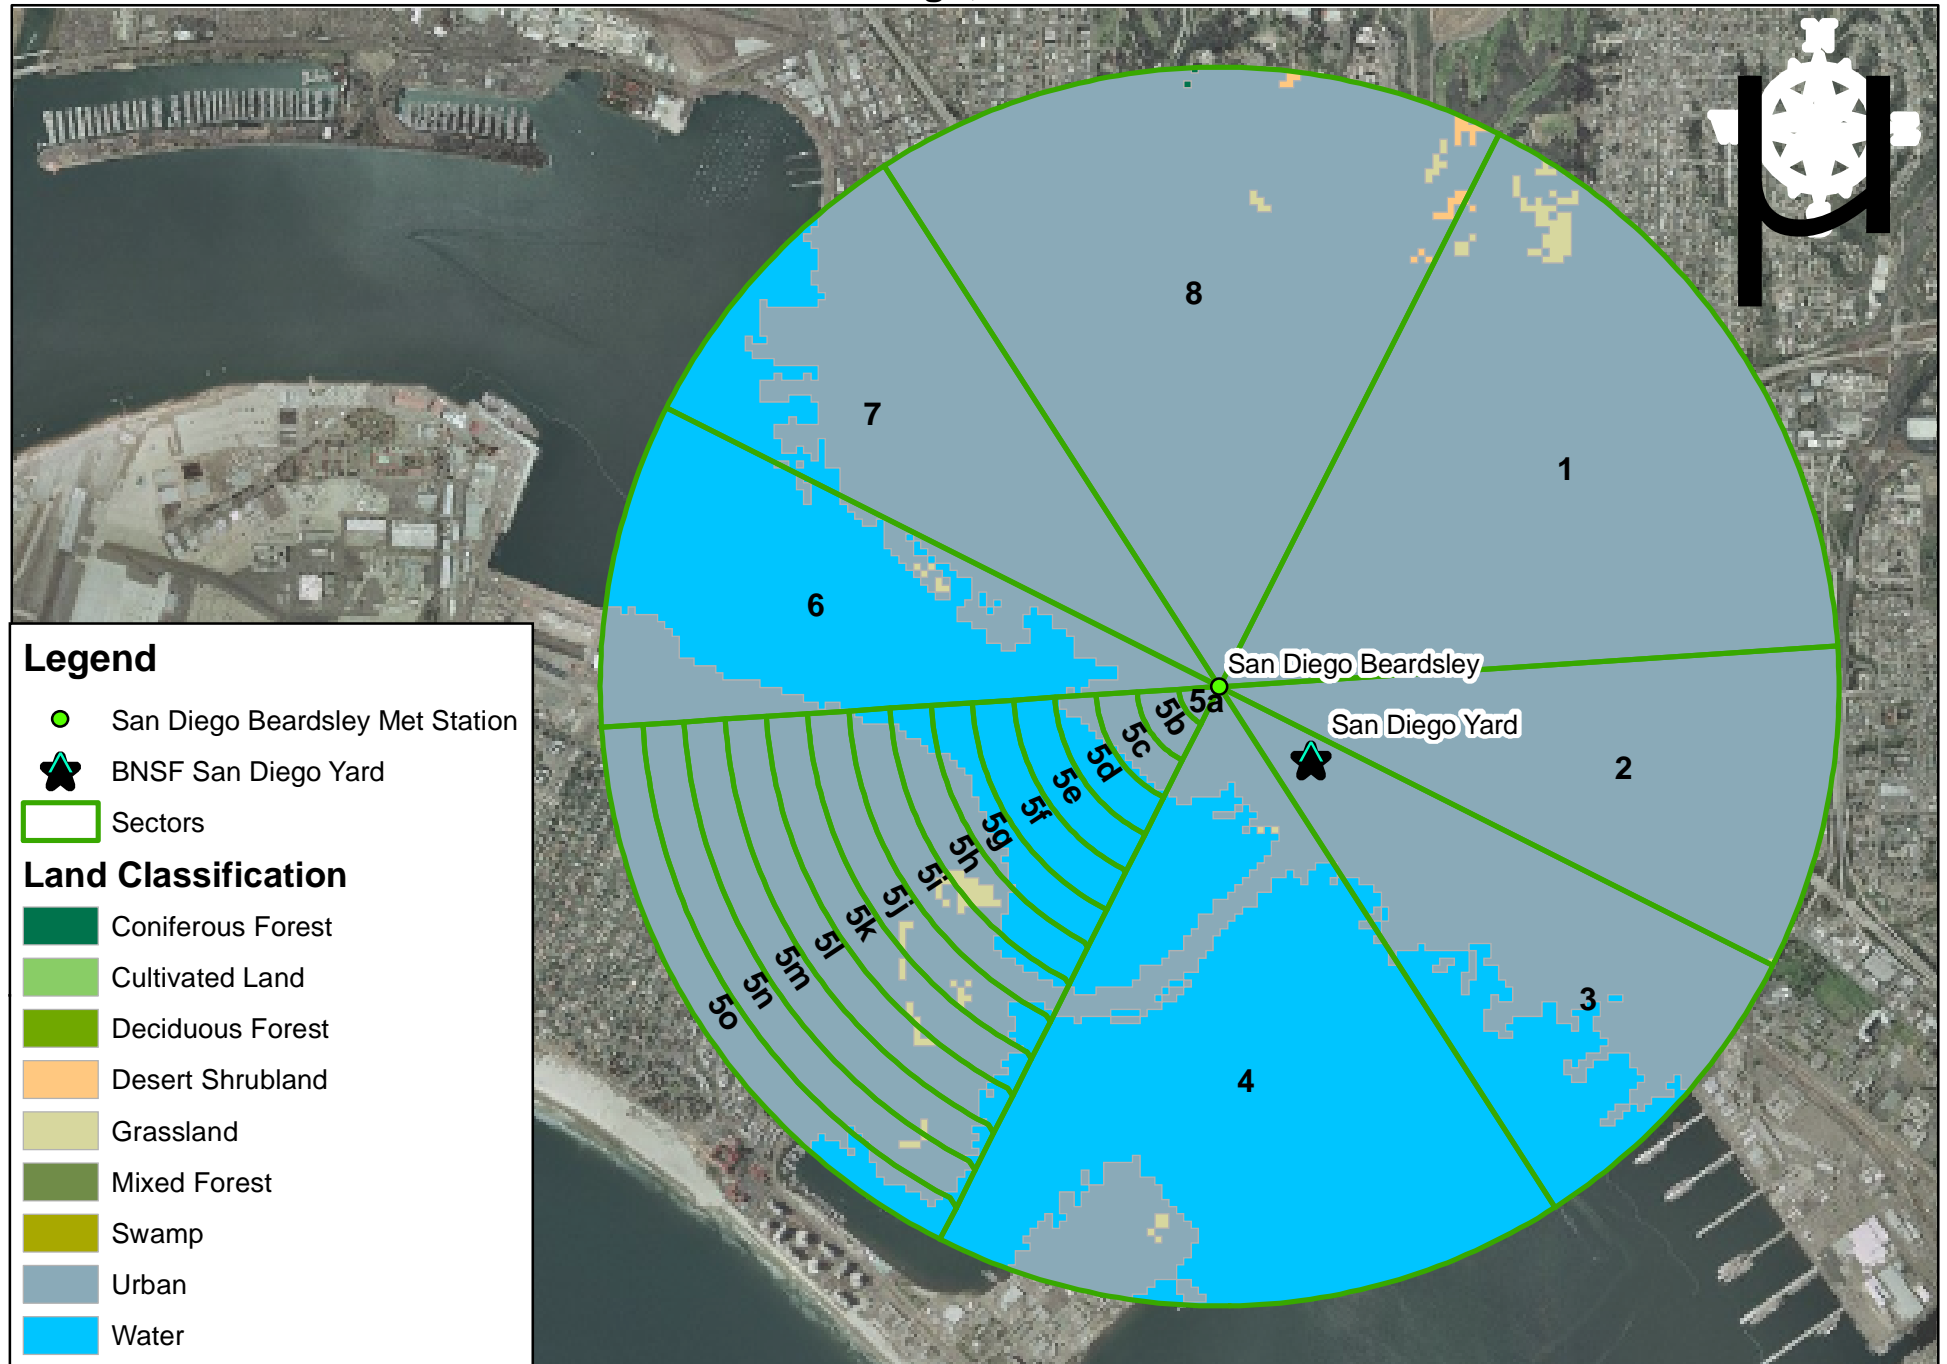 8
7
1
6
San Diego Beardsley
5a
5b
San Diego Yard
5c
5d
2
5e
5f
5g
5h
5i
5j
5k
5l
5m
5n
5o
3
4
Legend
San Diego Beardsley Met Station
BNSF San Diego Yard
Sectors
Land Classification
Coniferous Forest
Cultivated Land
Deciduous Forest
Desert Shrubland
Grassland
Mixed Forest
Swamp
Urban
Water